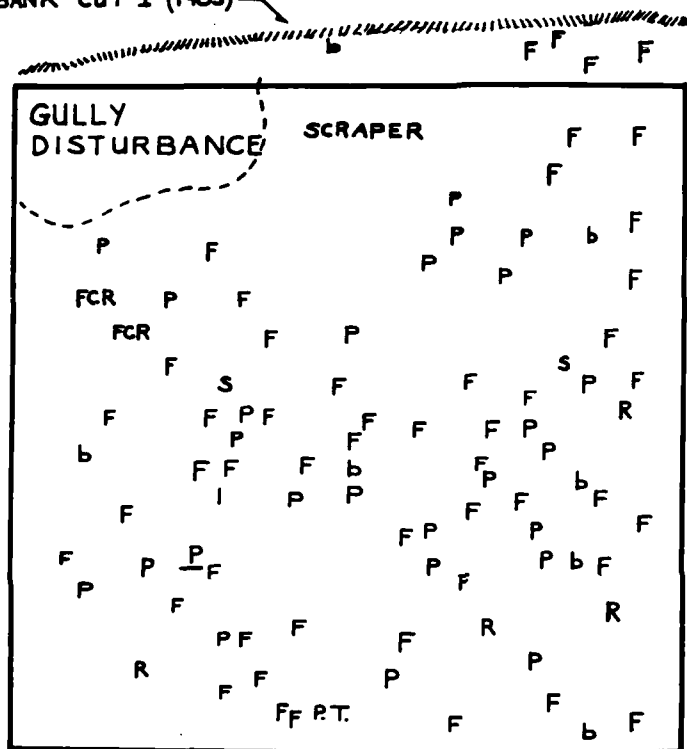 BANK CUT 1 (1983)
b F F F F
GULLY
DISTURBANCE
SCRAPER
F F
F
P
P P b F
P F
P P F
FCR P F
FCR F P F
F S P F
S F F F R
F F P F F F F P
P F P
b F F F b F P b
I P P F F
F F F
F P P
F P P F P F P b F
P F
F R
P F F F R
R P
F F P
F F P.T. F F b F